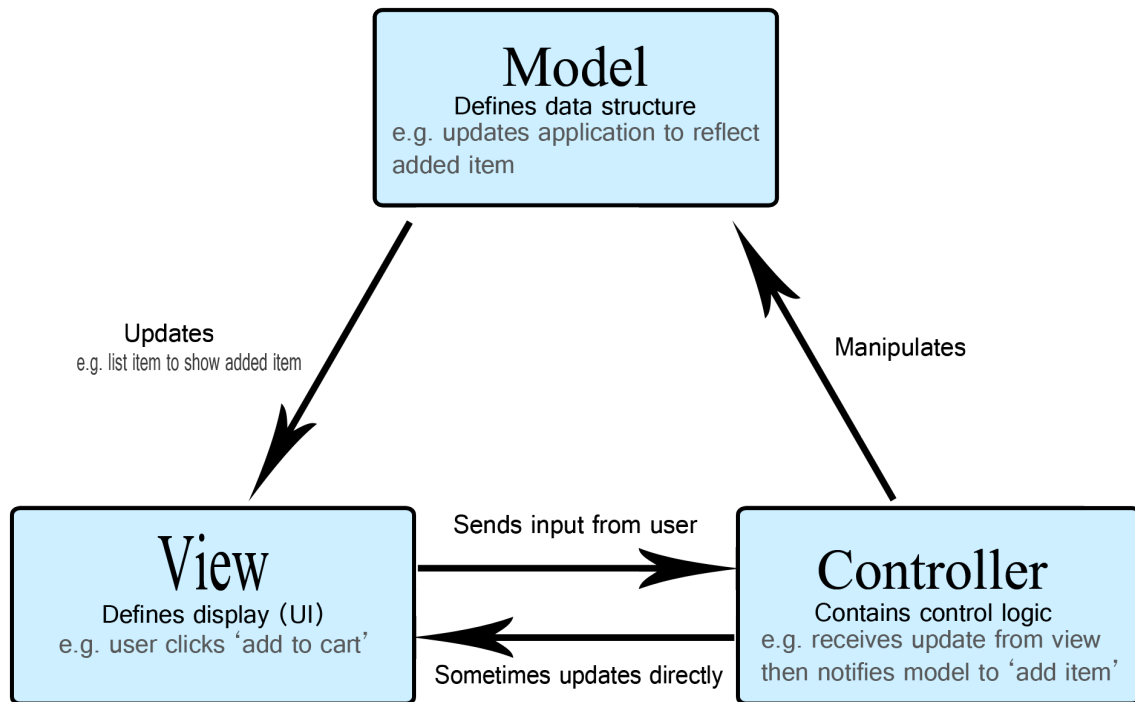 Model
Defines data structure
e.g. updates application to reflect
added item
Updates
e.g. list item to show added item
Manipulates
Sends input from user
View
Defines display (UI)
e.g. user clicks ‘add to cart’
Controller
Contains control logic
e.g. receives update from view
then notifies model to ‘add item’
Sometimes updates directly